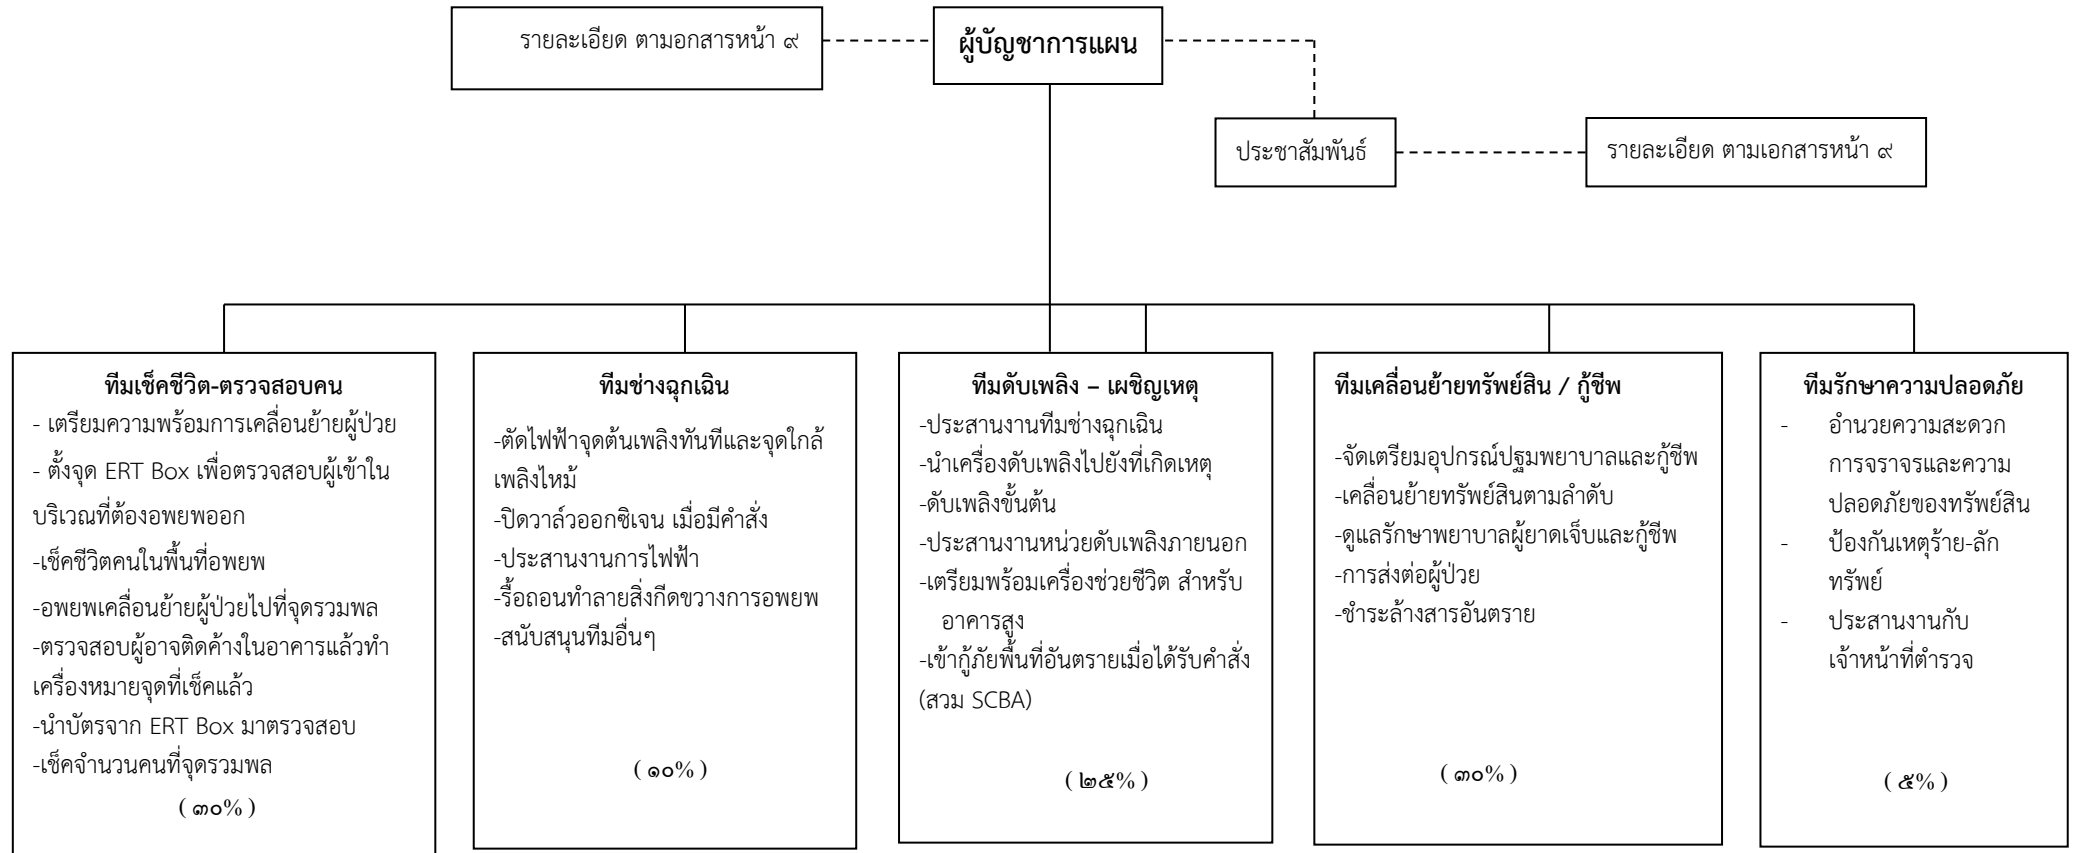 รายละเอียด ตามอกสารหน้า ๙
ผู้บัญชาการแผน
ประชาสัมพันธ์
รายละเอียด ตามเอกสารหน้า ๙
ทีมเช็คชีวิต-ตรวจสอบคน
- เตรียมความพร้อมการเคลื่อนย้ายผู้ป่วย
- ตั้งจุด ERT Box เพื่อตรวจสอบผู้เข้าใน
บริเวณที่ต้องอพยพออก
-เช็คชีวิตคนในพื้นที่อพยพ
-อพยพเคลื่อนย้ายผู้ป่วยไปที่จุดรวมพล
-ตรวจสอบผู้อาจติดค้างในอาคารแล้วทำ
เครื่องหมายจุดที่เช็คแล้ว
-นำบัตรจาก ERT Box มาตรวจสอบ
-เช็คจำนวนคนที่จุดรวมพล
( ๓๐% )
ทีมช่างฉุกเฉิน
-ตัดไฟฟ้าจุดต้นเพลิงทันทีและจุดใกล้
เพลิงไหม้
-ปิดวาล์วออกซิเจน เมื่อมีคำสั่ง
-ประสานงานการไฟฟ้า
-รื้อถอนทำลายสิ่งกีดขวางการอพยพ
-สนับสนุนทีมอื่นๆ
( ๑๐% )
ทีมดับเพลิง – เผชิญเหตุ
-ประสานงานทีมช่างฉุกเฉิน
-นำเครื่องดับเพลิงไปยังที่เกิดเหตุ
-ดับเพลิงขั้นต้น
-ประสานงานหน่วยดับเพลิงภายนอก
-เตรียมพร้อมเครื่องช่วยชีวิต สำหรับ
อาคารสูง
-เข้ากู้ภัยพื้นที่อันตรายเมื่อได้รับคำสั่ง
(สวม SCBA)
( ๒๕% )
ทีมเคลื่อนย้ายทรัพย์สิน / กู้ชีพ
-จัดเตรียมอุปกรณ์ปฐมพยาบาลและกู้ชีพ
-เคลื่อนย้ายทรัพย์สินตามลำดับ
-ดูแลรักษาพยาบาลผู้ยาดเจ็บและกู้ชีพ
-การส่งต่อผู้ป่วย
-ชำระล้างสารอันตราย
( ๓๐% )
ทีมรักษาความปลอดภัย
- อำนวยความสะดวก
การจราจรและความ
ปลอดภัยของทรัพย์สิน
- ป้องกันเหตุร้าย-ลัก
ทรัพย์
- ประสานงานกับ
เจ้าหน้าที่ตำรวจ
( ๕% )